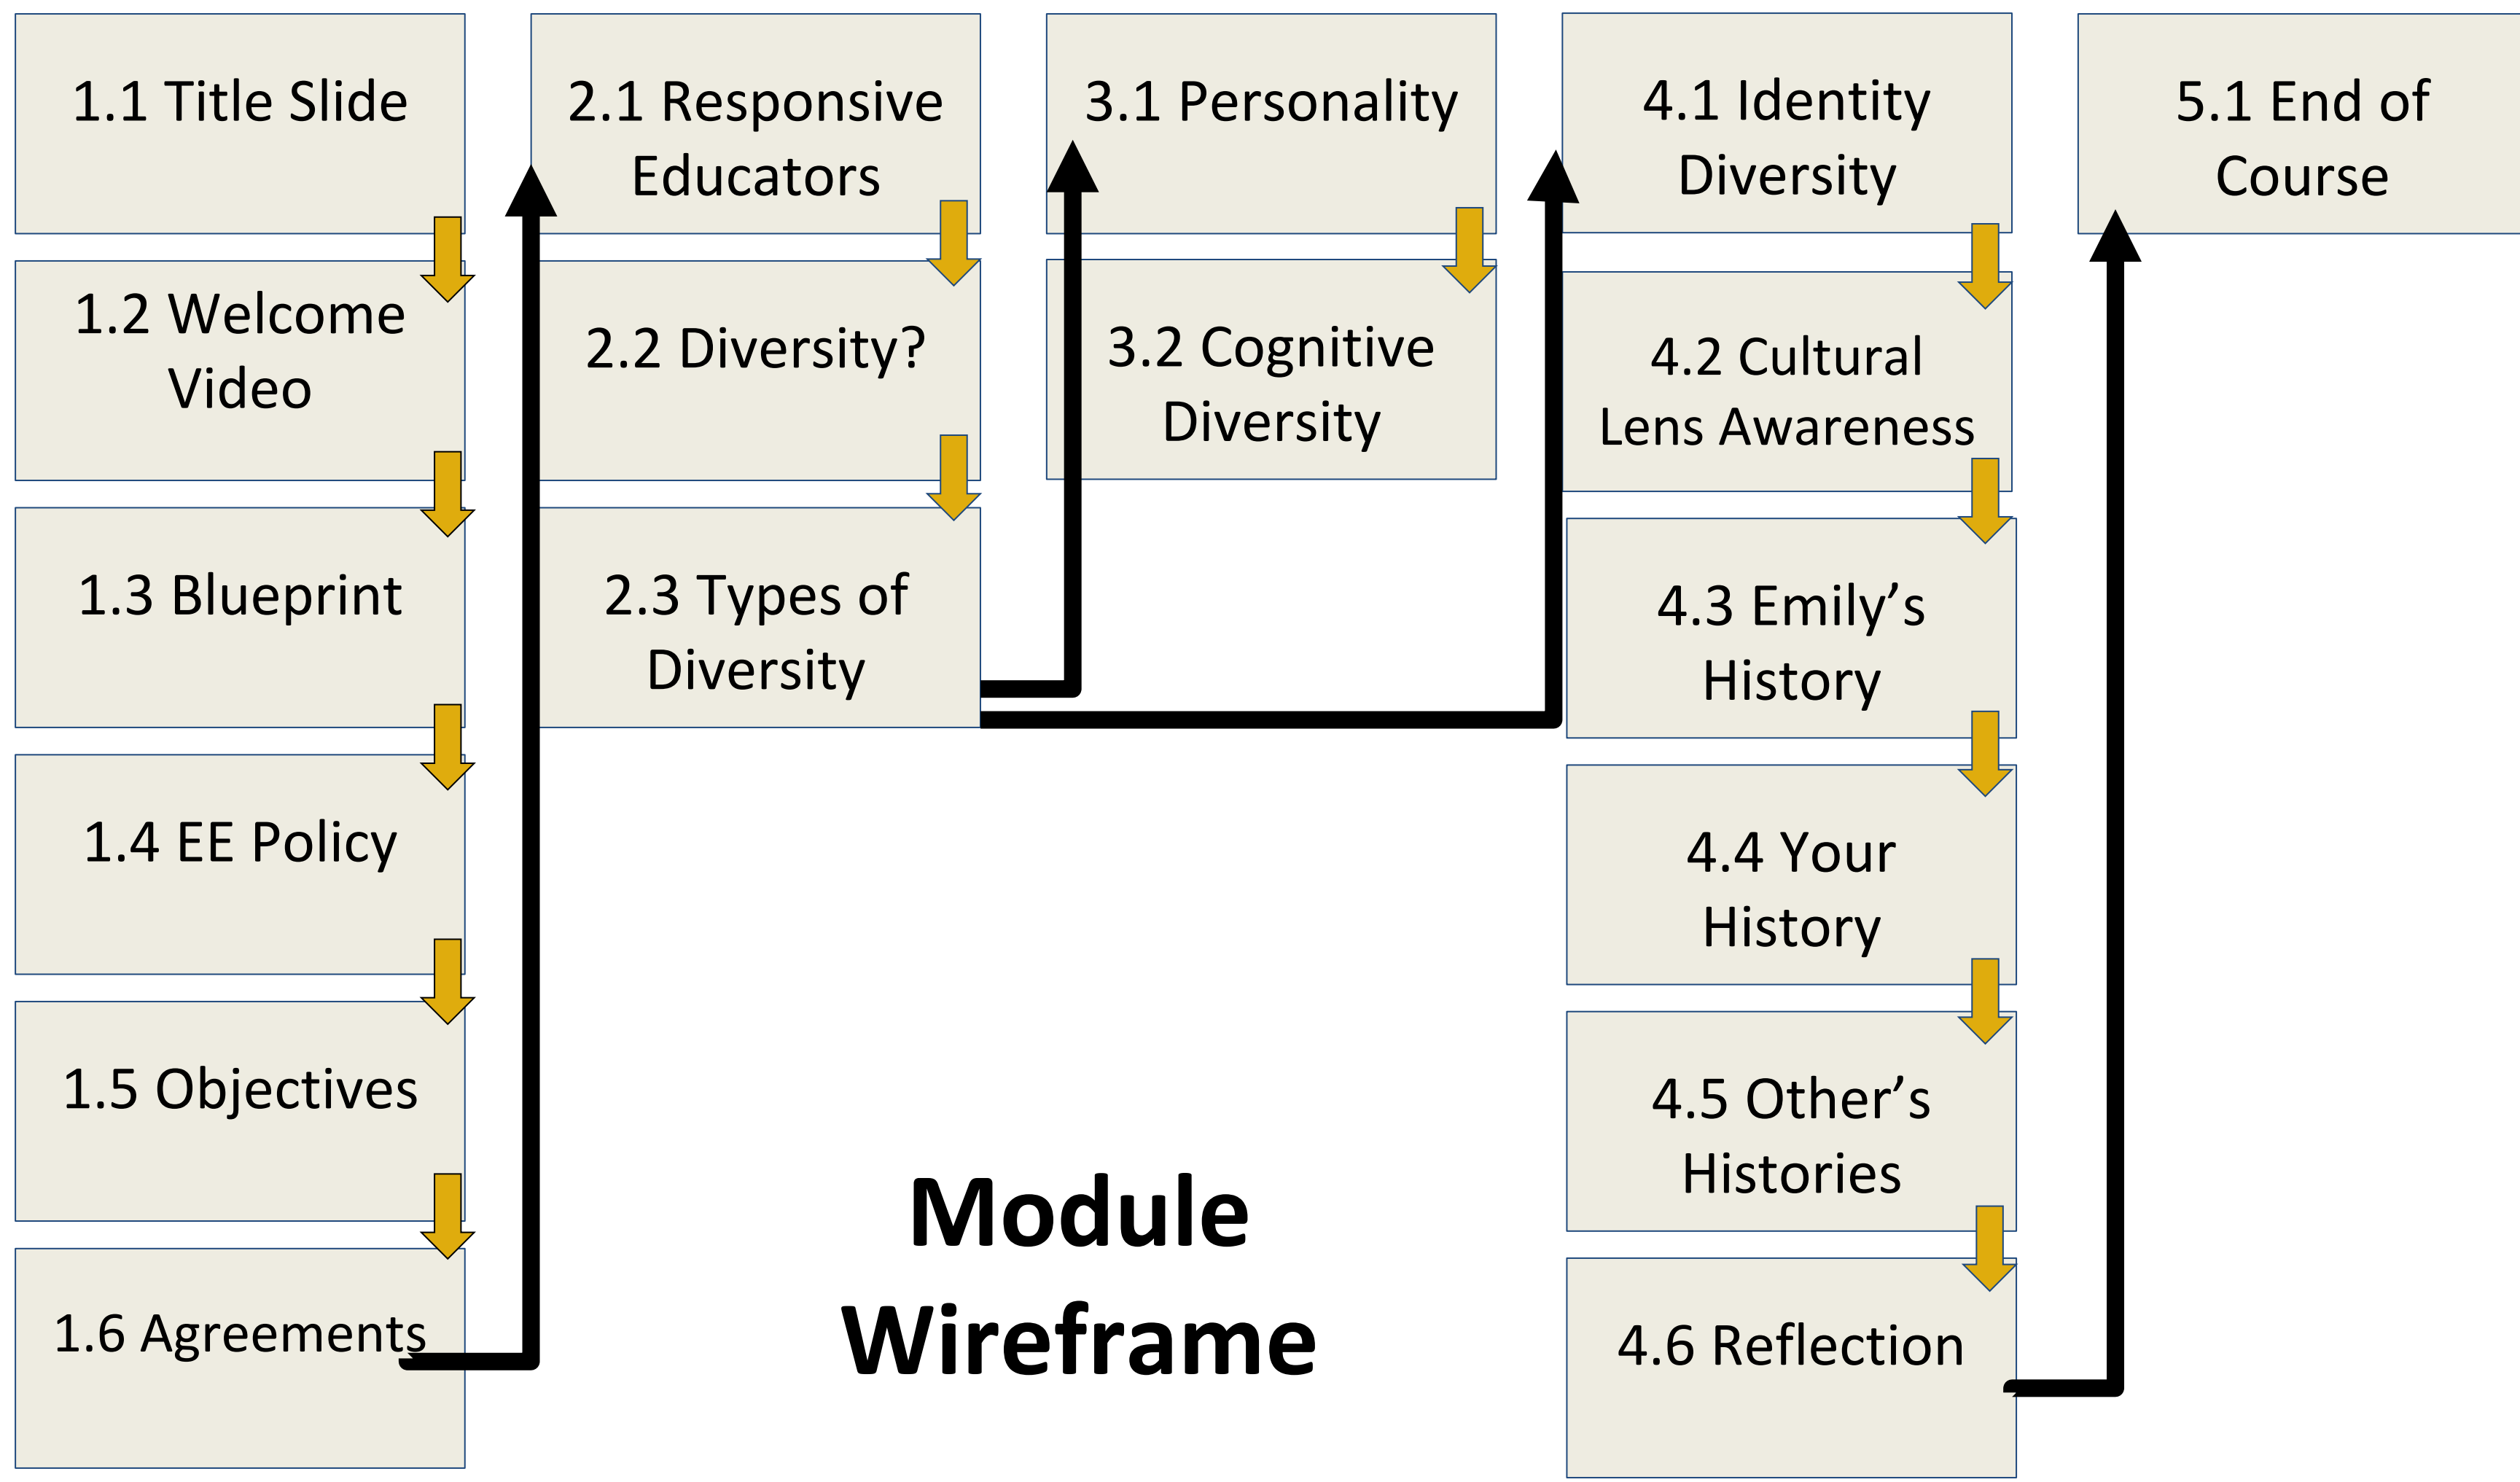 1.1 Title Slide
1.2 Welcome
Video
1.3 Blueprint
1.4 EE Policy
1.5 Objectives
1.6 Agreements
2.1 Responsive
Educators
2.2 Diversity?
2.3 Types of
Diversity
3.1 Personality
3.2 Cognitive
Diversity
4.1 Identity
Diversity
4.2 Cultural
Lens Awareness
4.3 Emily’s
History
4.4 Your
History
4.5 Other’s
Histories
4.6 Reflection
5.1 End of
Course
Module
Wireframe